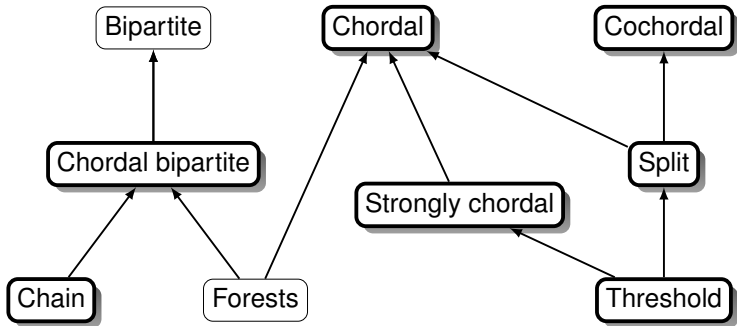 Bipartite
Chordal
Cochordal
Chordal bipartite
Split
Strongly chordal
Chain
Forests
Threshold